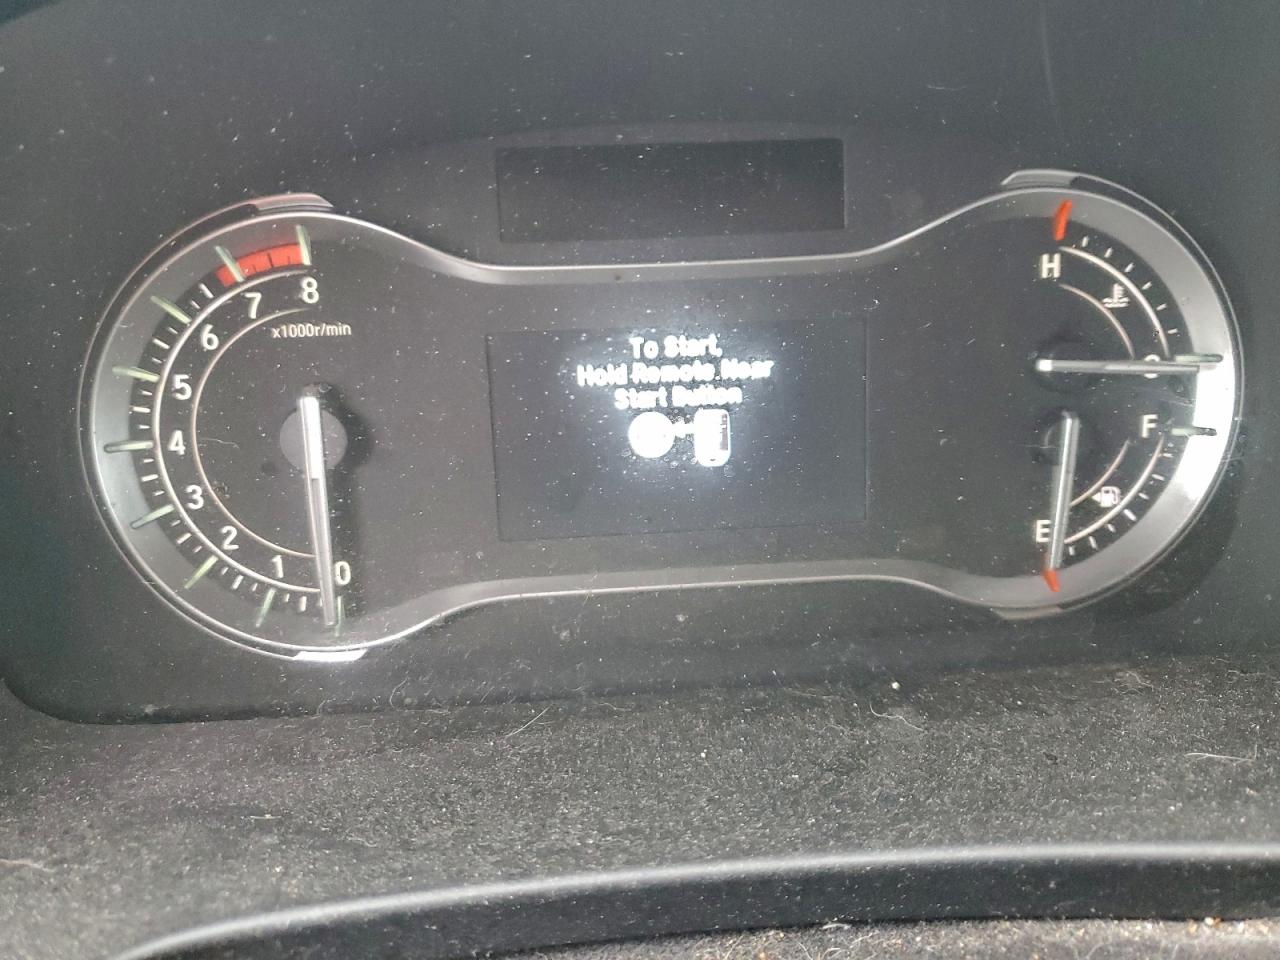 To Start,
Hold Remote Near
Start Button
8
7
x1000r/min
6
5
4
3
2
1
0
H
C
F
E